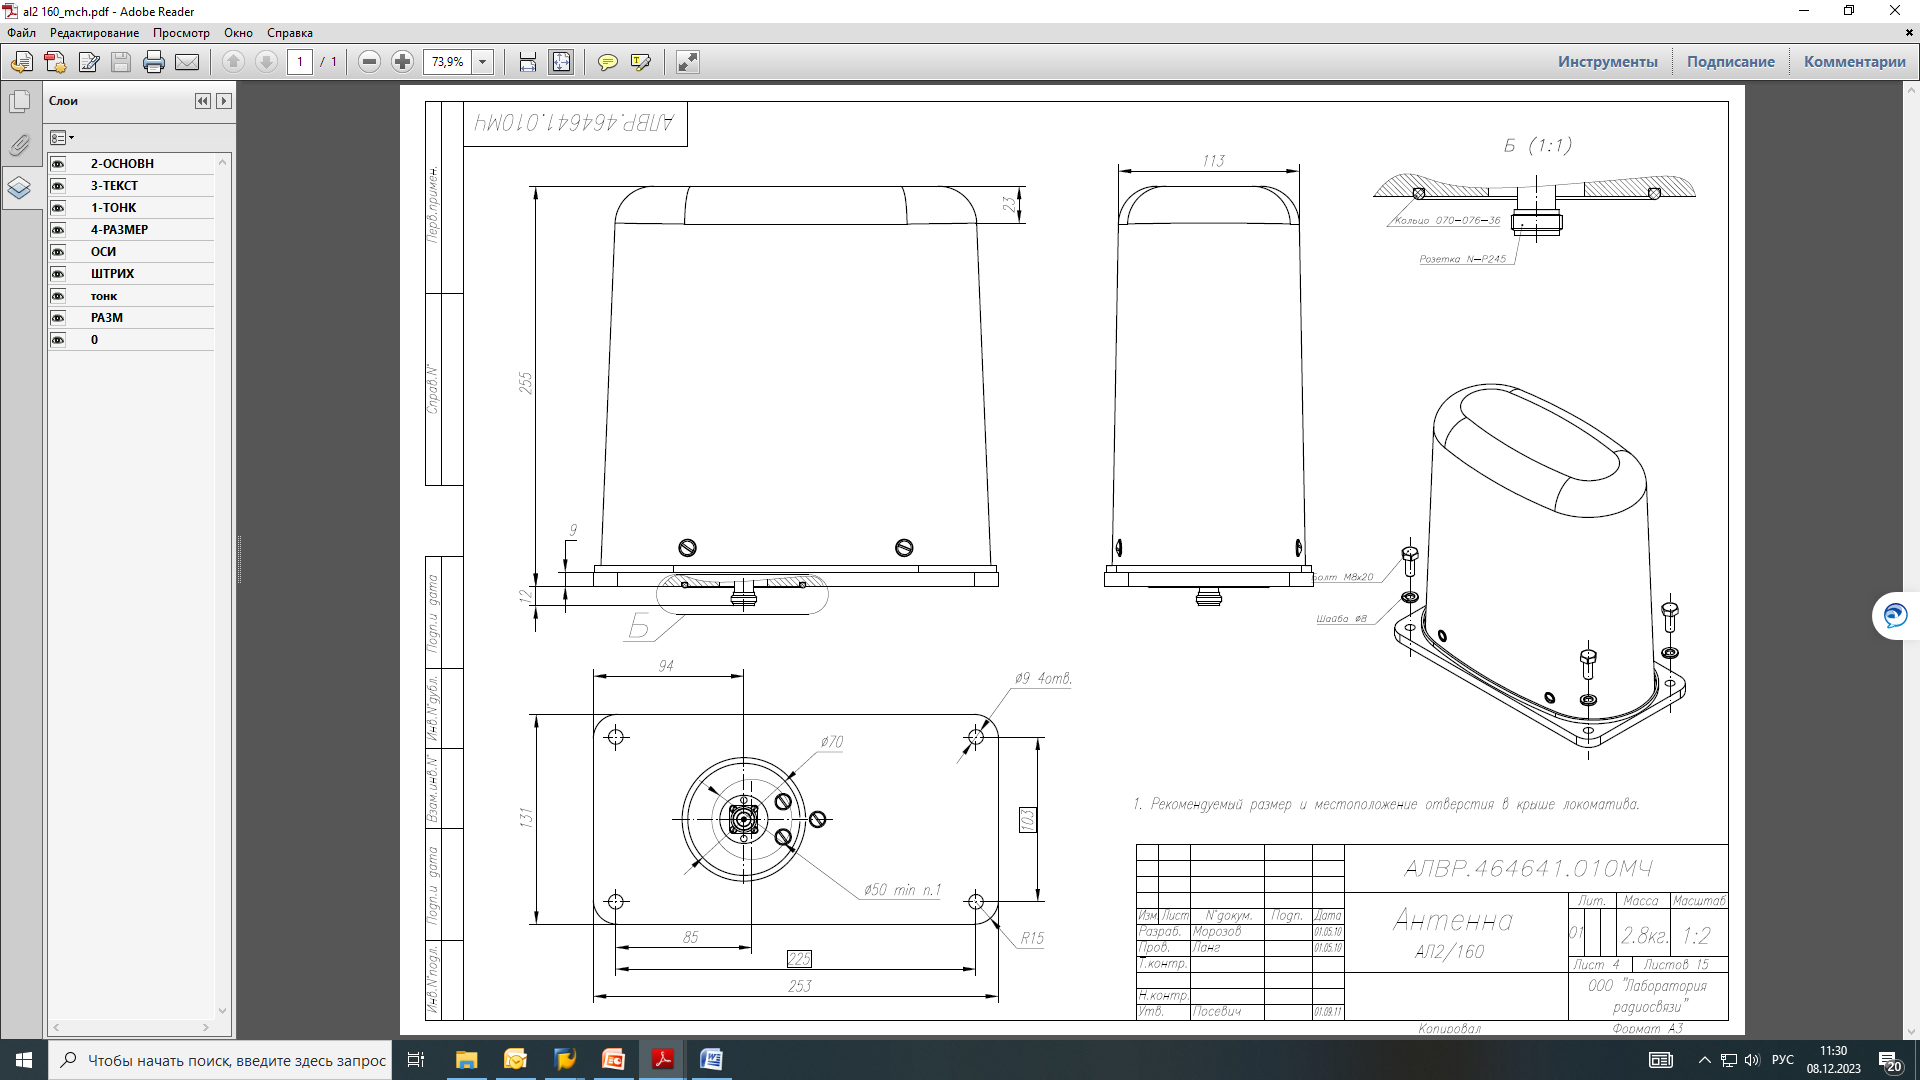 al2 160_mch.pdf - Adobe Reader
Файл Редактирование Просмотр Окно Справка
1 / 1 73,9% Инструменты Подписание Комментарии
Слои
2-ОСНОВН
3-ТЕКСТ
1-ТОНК
4-РАЗМЕР
ОСИ
ШТРИХ
тонк
РАЗМ
0
АЛВР.464641.010МЧ
Перв.примен.
Справ.N°
Подп.и дата
Инв.N°дубл.
Взам.инв.N°
Подп.и дата
Инв.N°подл.
113
23
255
9
12
Б
Б (1:1)
Кольцо 070-076-36
Розетка N-P245
Болт М8х20
Шайба ø8
94
ø9 4отв.
ø70
131
103
ø50 min п.1
R15
85
225
253
1. Рекомендуемый размер и местоположение отверстия в крыше локоматива.
АЛВР.464641.010МЧ
Изм Лист N°докум. Подп. Дата
Разраб. Морозов 01.05.10
Пров. Ланг 01.05.10
Т.контр.
Н.контр.
Утв. Посевич 01.09.11
Антенна
АЛ2/160
Лит. Масса Масштаб
01 2.8кг. 1:2
Лист 4 Листов 15
ООО "Лаборатория
радиосвязи"
Копировал Формат А3
Чтобы начать поиск, введите здесь запрос
РУС
11:30
08.12.2023
20